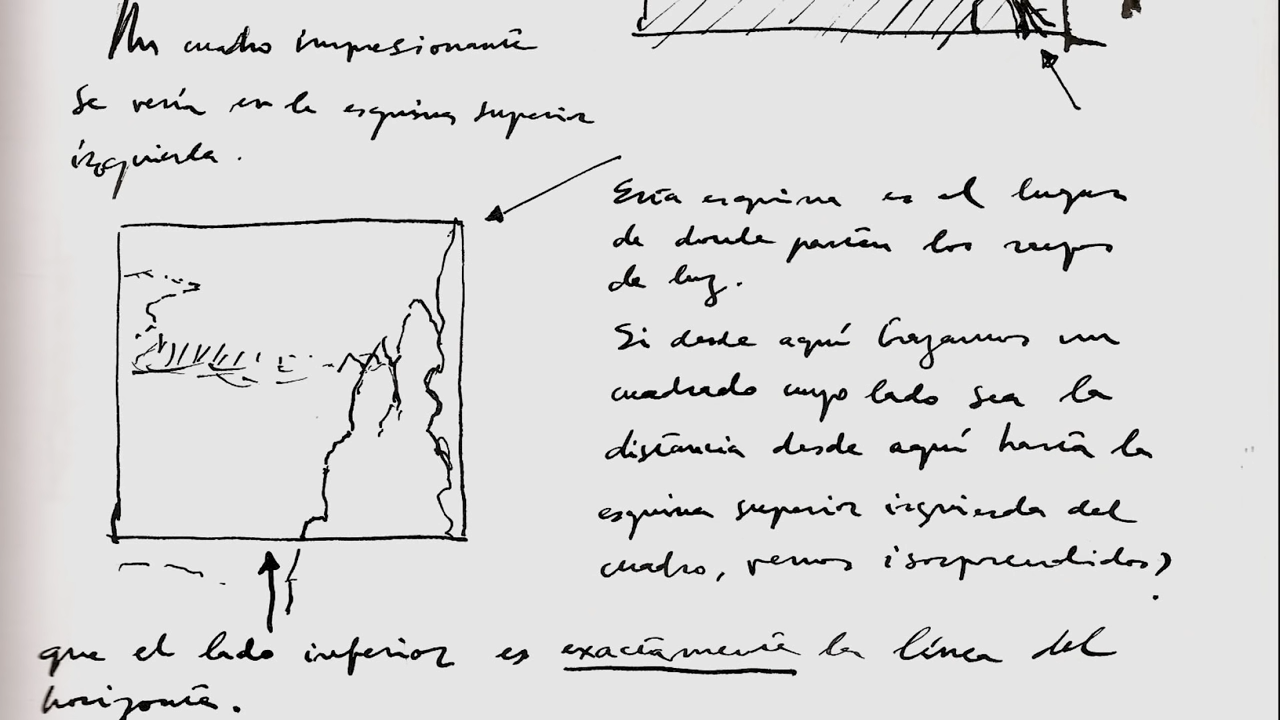 Un cuadro impresionante
se vería en la esquina superior
izquierda.
Esta esquina es el lugar
de donde parten los rayos
de luz.
Si desde aquí trazamos un
cuadrado cuyo lado sea la
distancia desde aquí hasta la
esquina superior izquierda del
cuadro, vemos ¡sorprendidos?
que el lado inferior es exactamente la línea del
horizonte.